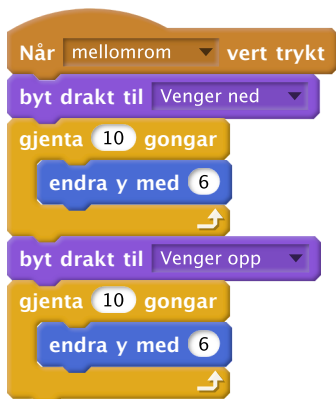 Når mellomrom vert trykt
byt drakt til Venger ned
gjenta 10 gongar
endra y med 6
byt drakt til Venger opp
gjenta 10 gongar
endra y med 6